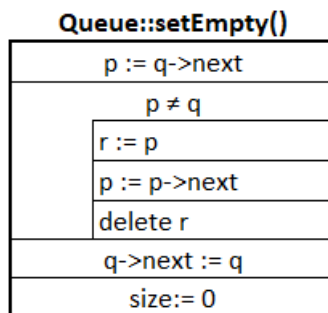 Queue::setEmpty()
p := q->next
p ≠ q
r := p
p := p->next
delete r
q->next := q
size:= 0